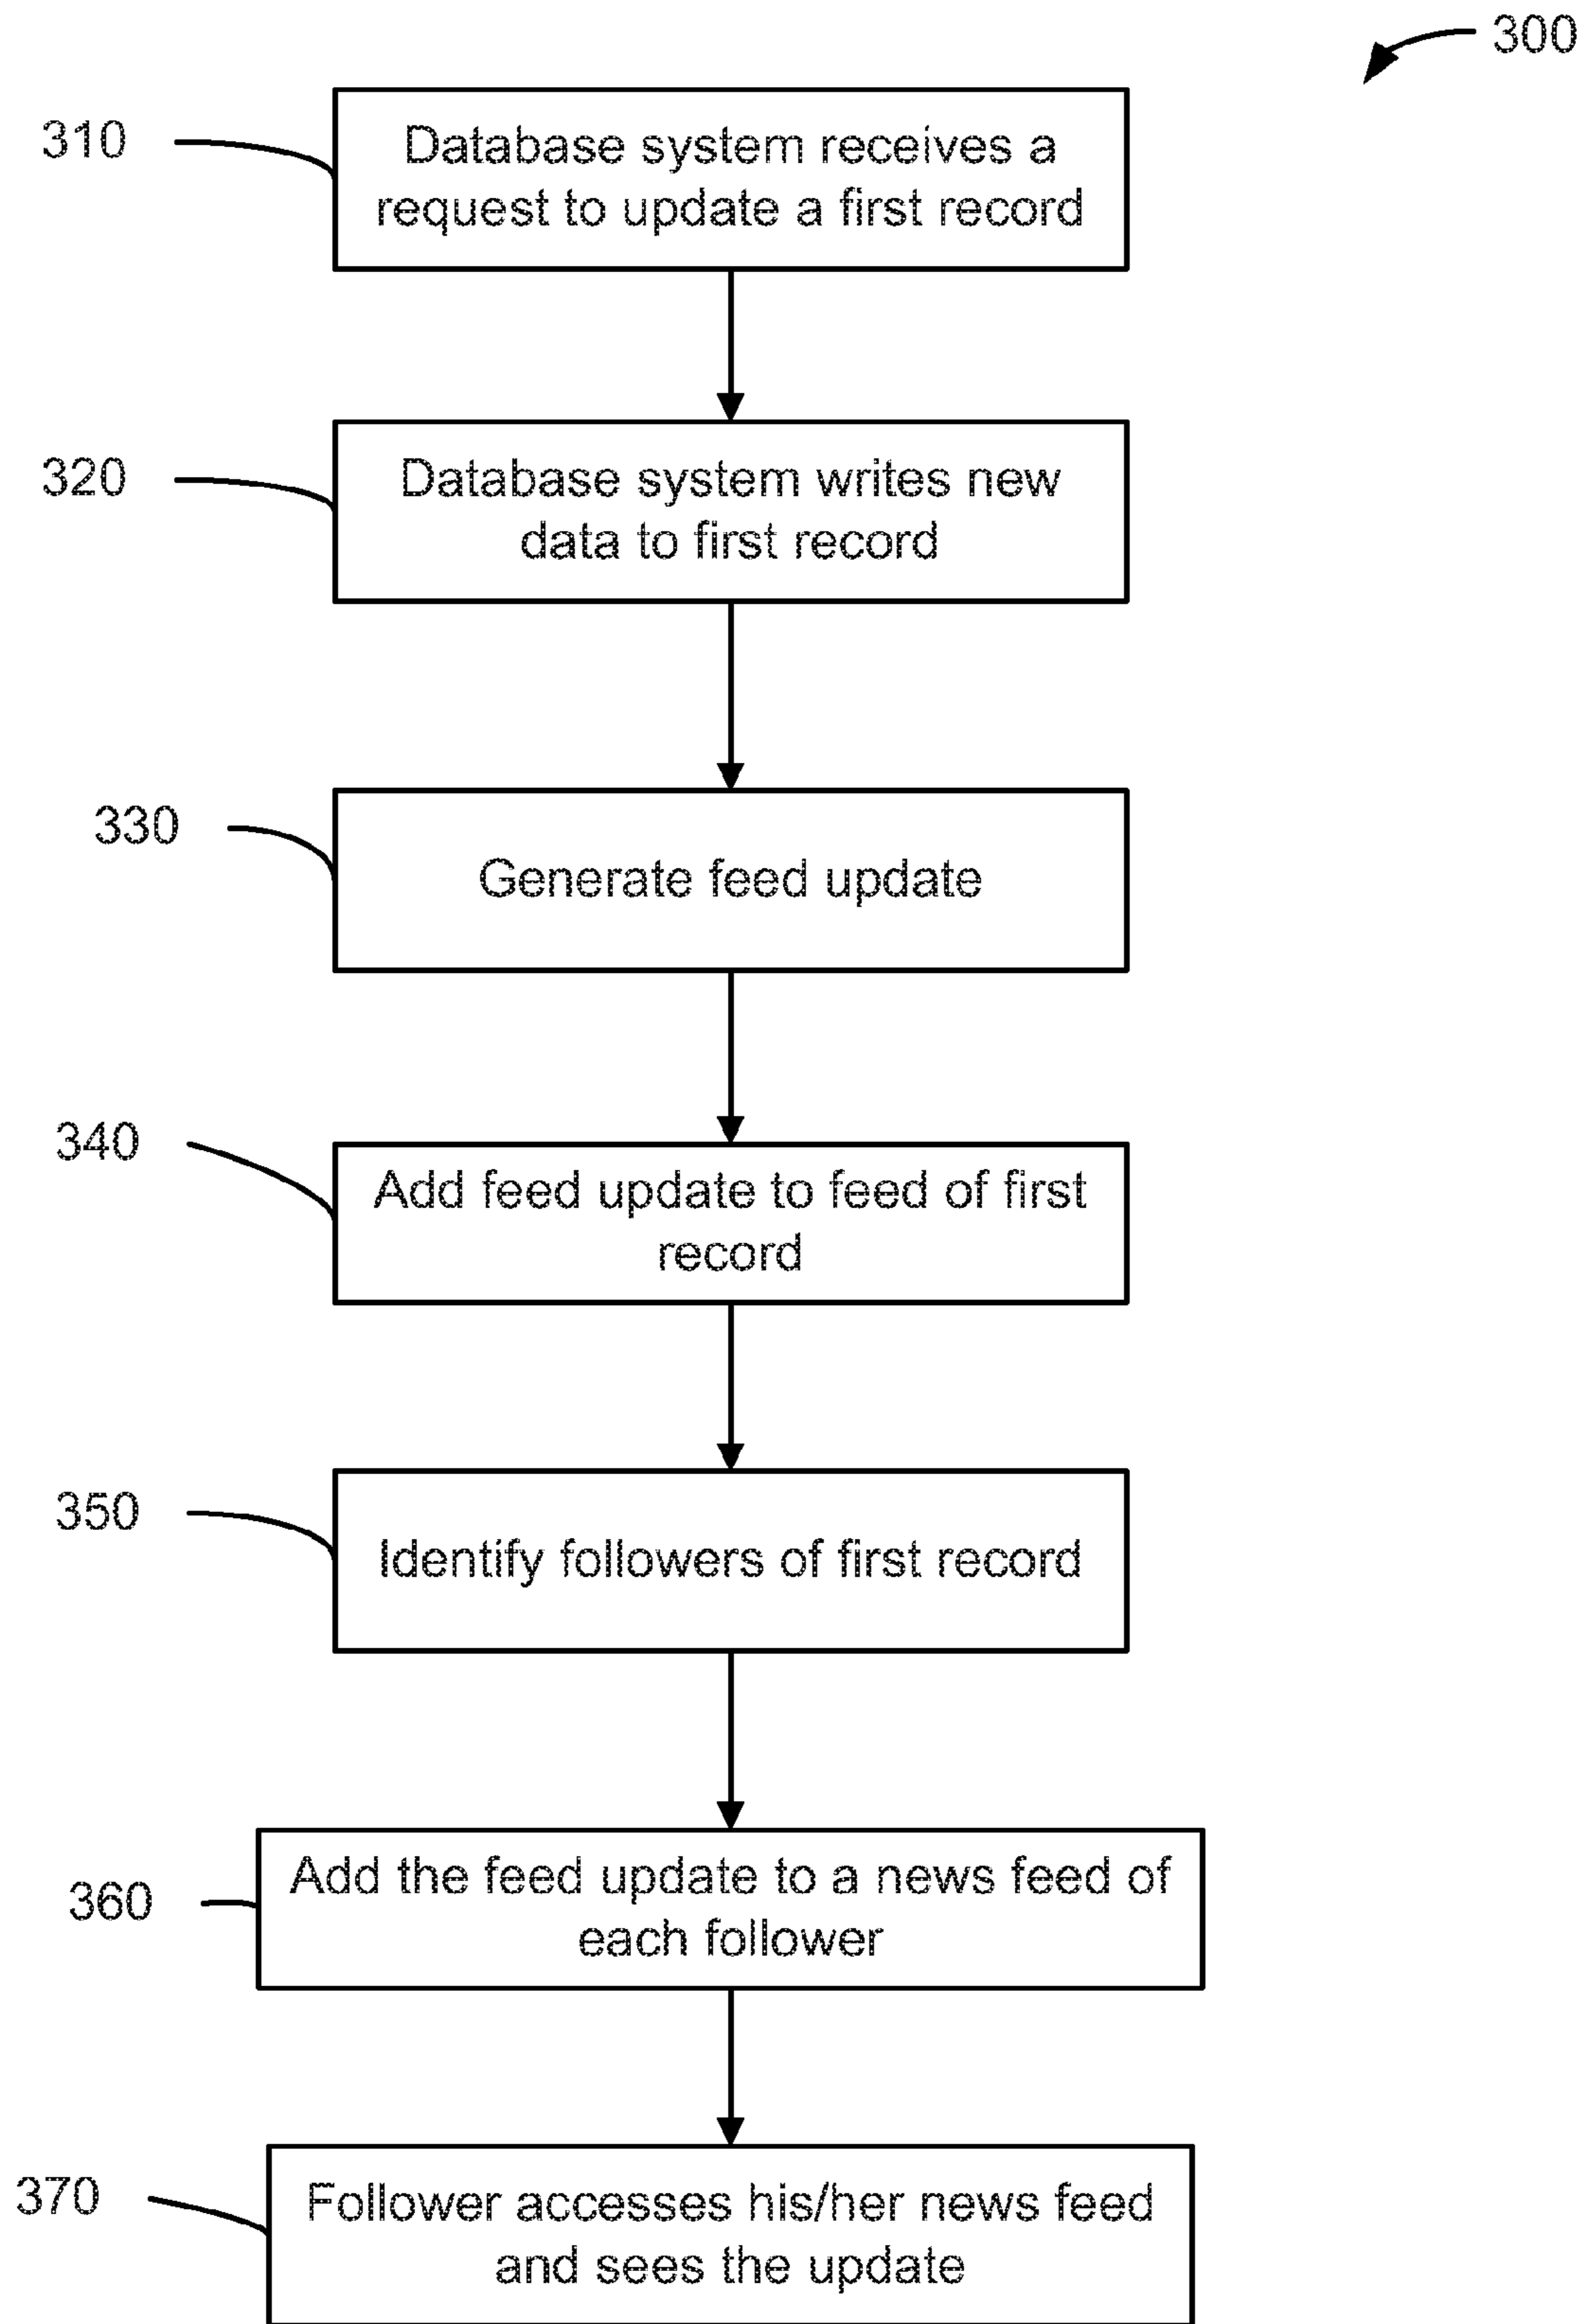 300
310
Database system receives a
request to update a first record
320
Database system writes new
data to first record
330
Generate feed update
340
Add feed update to feed of first
record
350
Identify followers of first record
360
Add the feed update to a news feed of
each follower
370
Follower accesses his/her news feed
and sees the update